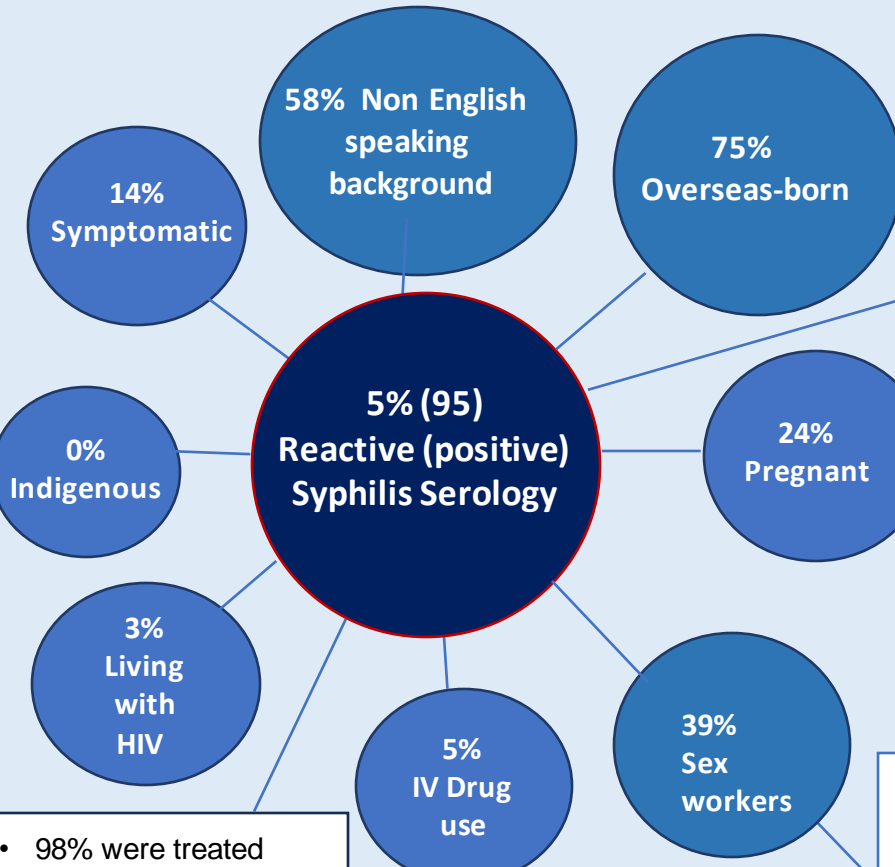 58% Non English
speaking
background
75%
Overseas-born
14%
Symptomatic
5% (95)
Reactive (positive)
Syphilis Serology
24%
Pregnant
0%
Indigenous
3%
Living
with
HIV
39%
Sex
workers
5%
IV Drug
use
• 98% were treated